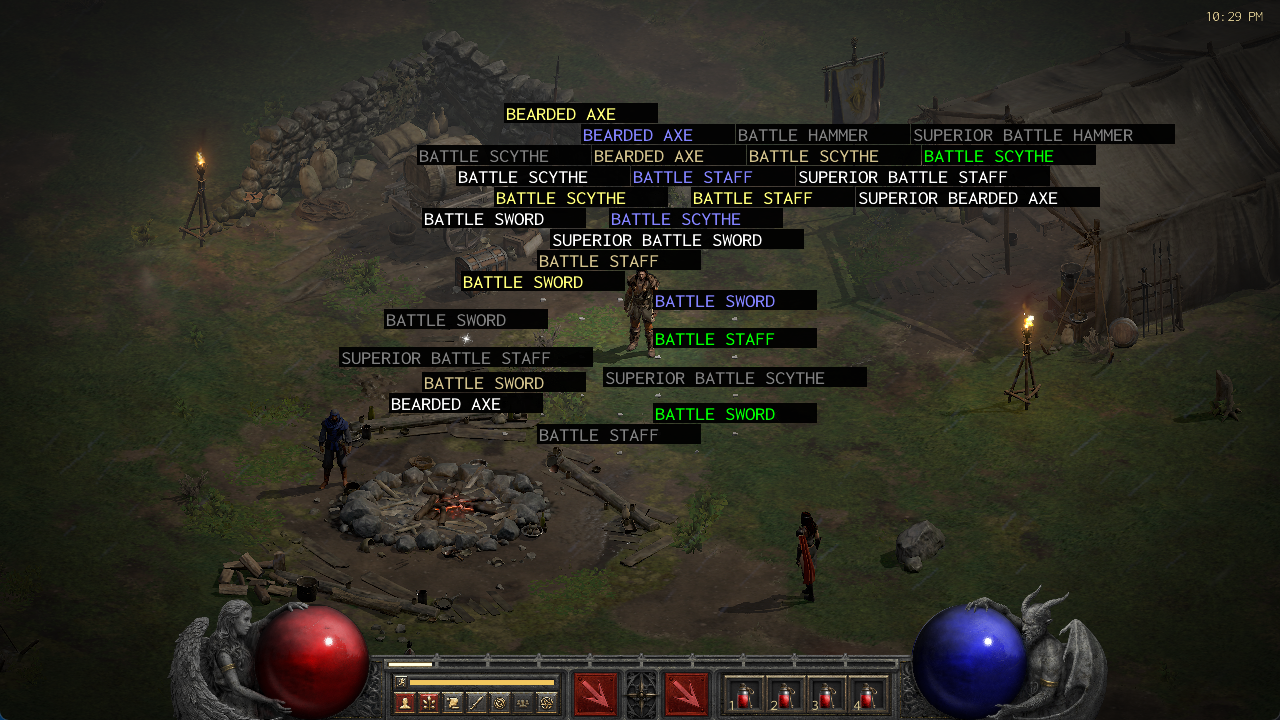 10:29 PM
BEARDED AXE
BEARDED AXE BATTLE HAMMER SUPERIOR BATTLE HAMMER
BATTLE SCYTHE BEARDED AXE BATTLE SCYTHE BATTLE SCYTHE
BATTLE SCYTHE BATTLE STAFF SUPERIOR BATTLE STAFF
BATTLE SCYTHE BATTLE STAFF SUPERIOR BEARDED AXE
BATTLE SWORD BATTLE SCYTHE
SUPERIOR BATTLE SWORD
BATTLE STAFF
BATTLE SWORD
BATTLE SWORD
BATTLE SWORD
BATTLE STAFF
SUPERIOR BATTLE STAFF
SUPERIOR BATTLE SCYTHE
BATTLE SWORD
BEARDED AXE
BATTLE SWORD
BATTLE STAFF
1 2 3 4